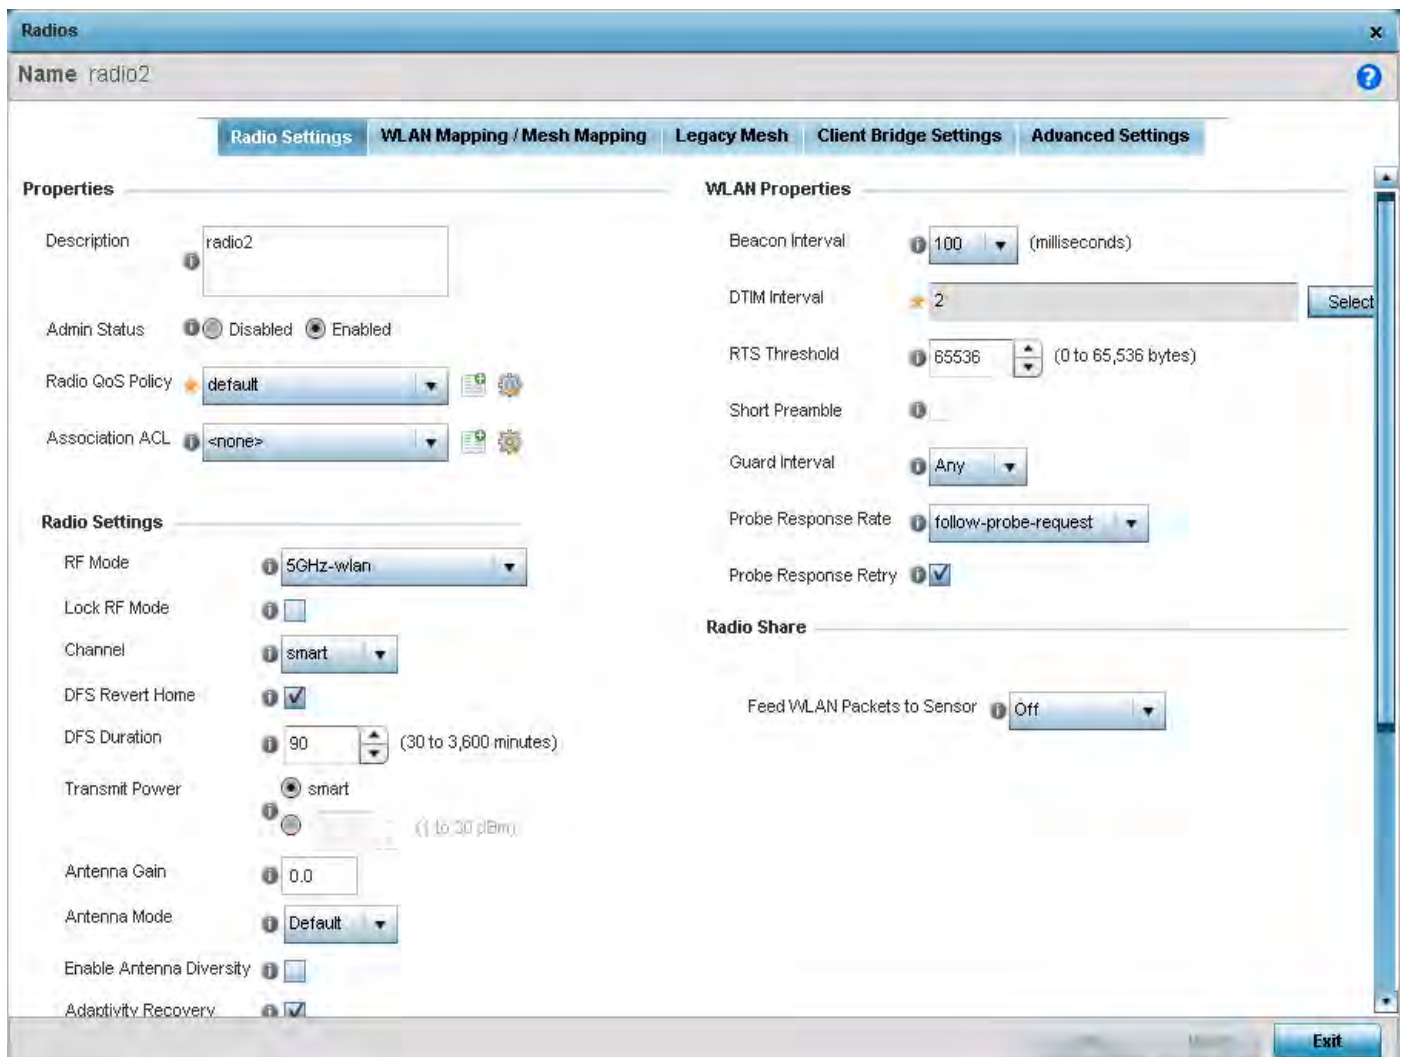 Radios
Name radio2
Radio Settings
WLAN Mapping / Mesh Mapping
Legacy Mesh
Client Bridge Settings
Advanced Settings
Properties
Description
radio2
Admin Status
Disabled
Enabled
Radio QoS Policy
default
Association ACL
<none>
Radio Settings
RF Mode
5GHz-wlan
Lock RF Mode
Channel
smart
DFS Revert Home
DFS Duration
90
(30 to 3,600 minutes)
Transmit Power
smart
(1 to 30 dBm)
Antenna Gain
0.0
Antenna Mode
Default
Enable Antenna Diversity
Adaptivity Recovery
WLAN Properties
Beacon Interval
100
(milliseconds)
DTIM Interval
2
Select
RTS Threshold
65536
(0 to 65,536 bytes)
Short Preamble
Guard Interval
Any
Probe Response Rate
follow-probe-request
Probe Response Retry
Radio Share
Feed WLAN Packets to Sensor
Off
Exit